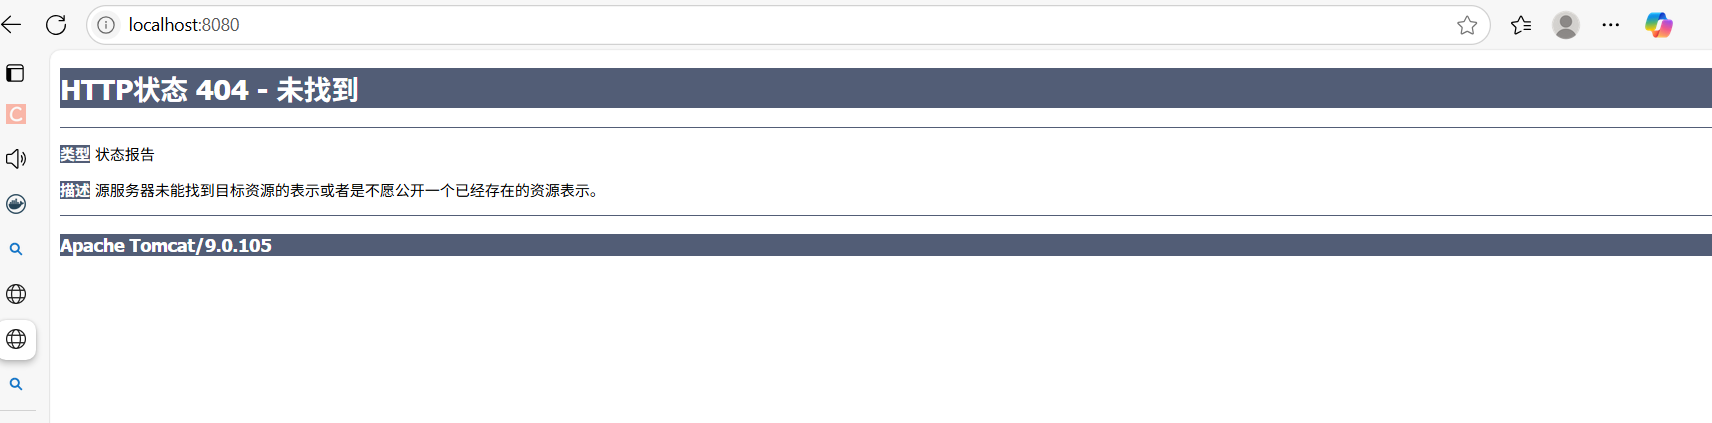 localhost:8080
HTTP状态 404 - 未找到
类型 状态报告
描述 源服务器未能找到目标资源的表示或者是不愿公开一个已经存在的资源表示。
Apache Tomcat/9.0.105